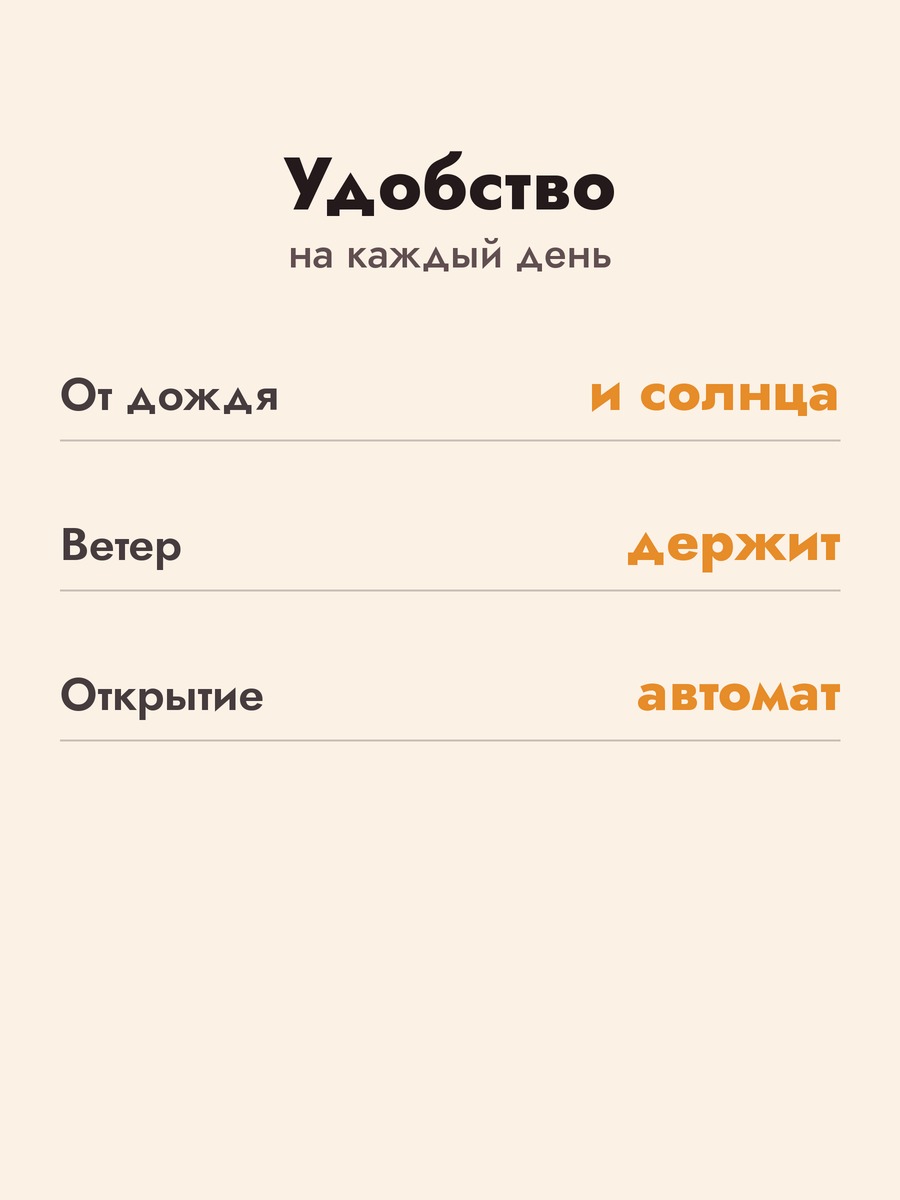 Удобство
на каждый день
От дождя и солнца
Ветер держит
Открытие автомат